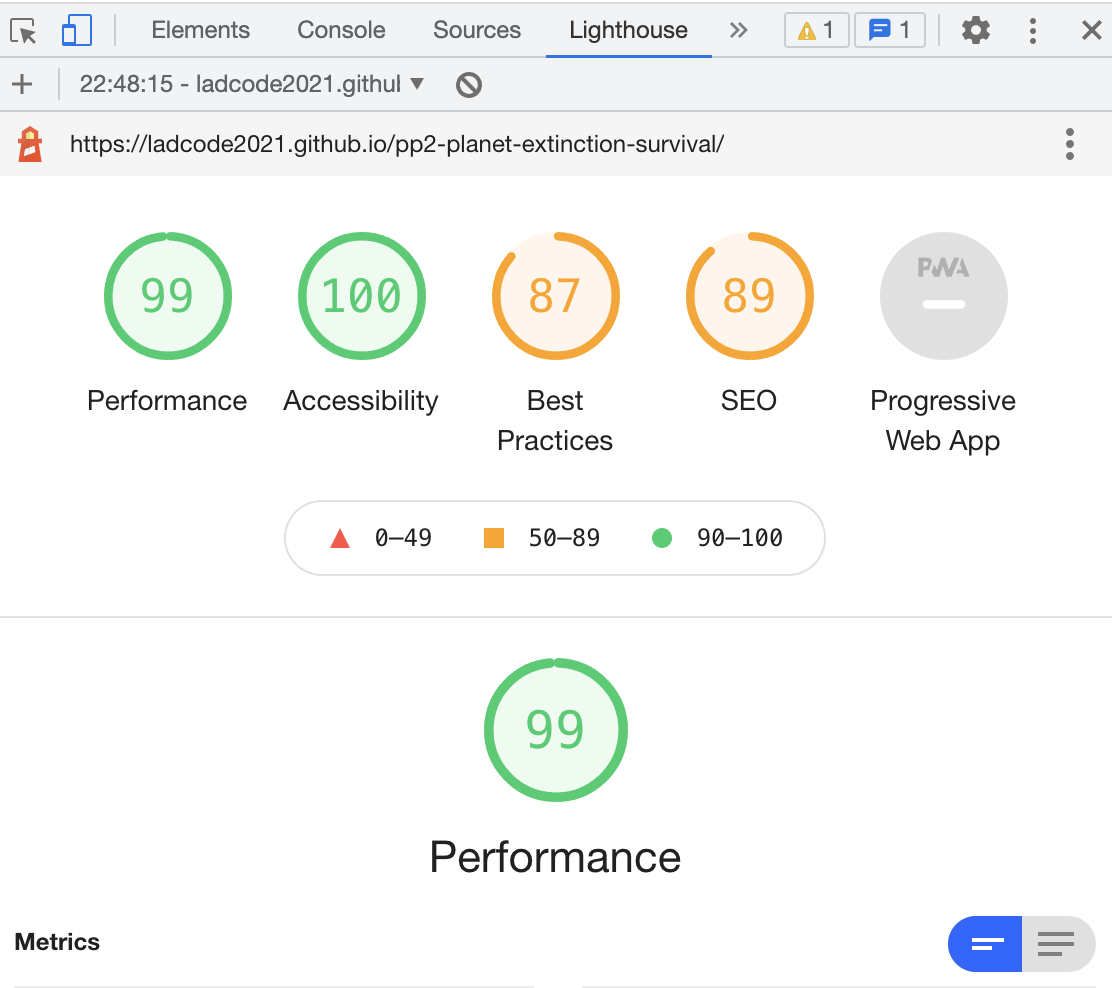 Elements Console Sources Lighthouse 1 1
22:48:15 - ladcode2021.githu
https://ladcode2021.github.io/pp2-planet-extinction-survival/
99 100 87 89 PWA
Performance Accessibility Best Practices SEO Progressive Web App
0–49 50–89 90–100
99
Performance
Metrics